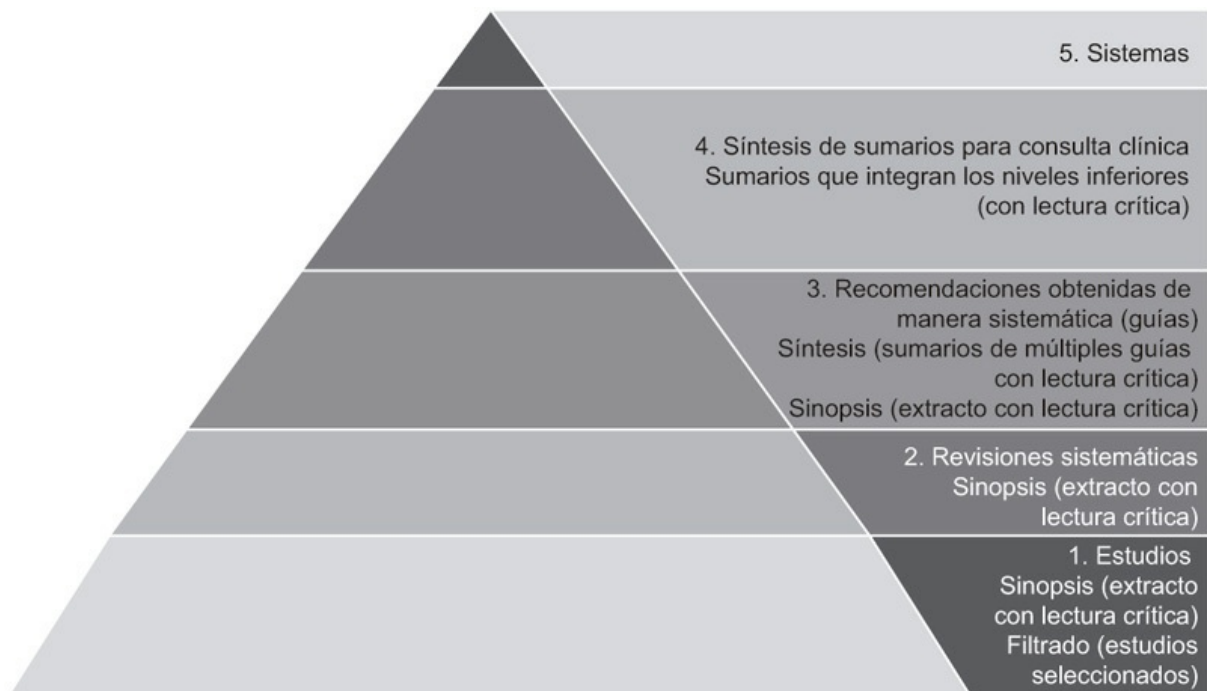 5. Sistemas
4. Síntesis de sumarios para consulta clínica
Sumarios que integran los niveles inferiores
(con lectura crítica)
3. Recomendaciones obtenidas de
manera sistemática (guías)
Síntesis (sumarios de múltiples guías
con lectura crítica)
Sinopsis (extracto con lectura crítica)
2. Revisiones sistemáticas
Sinopsis (extracto con
lectura crítica)
1. Estudios
Sinopsis (extracto
con lectura crítica)
Filtrado (estudios
seleccionados)